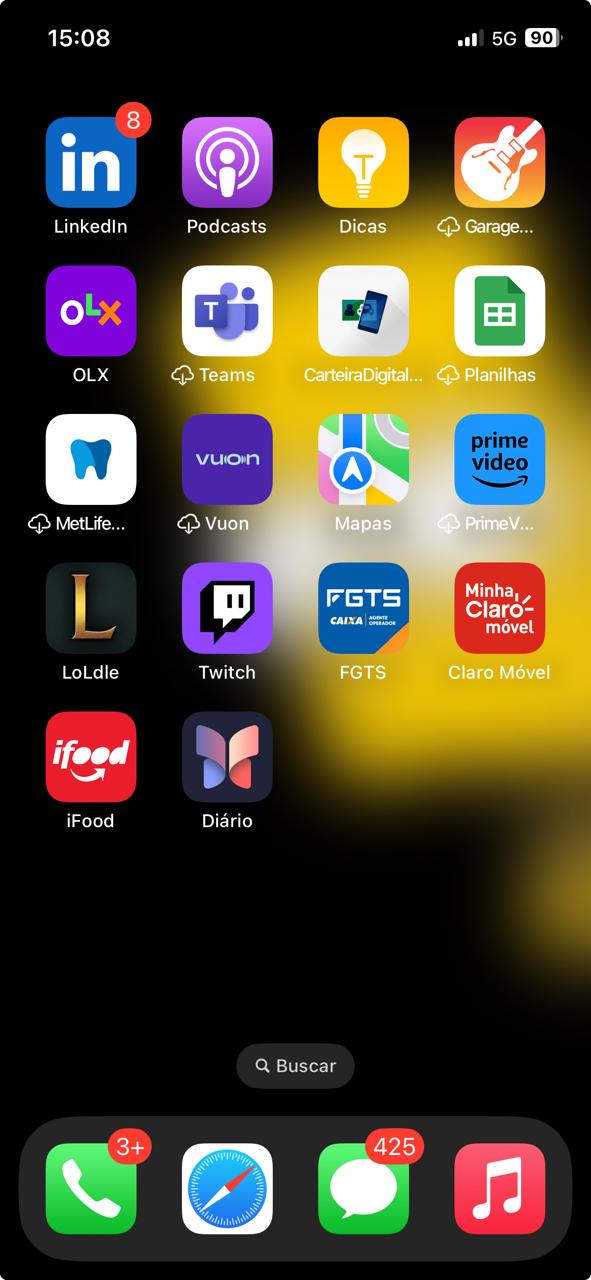 15:08
5G 90
8
in
LinkedIn
Podcasts
T
Dicas
Garage...
OLX
OLX
T
Teams
CarteiraDigital...
Planilhas
MetLife...
vuon
Vuon
Mapas
prime
video
PrimeV...
L
LoLdle
Twitch
FGTS
CAIXA AGENTE
OPERADOR
FGTS
Minha
Claro
móvel
Claro Móvel
ifood
iFood
Diário
Buscar
3+
425